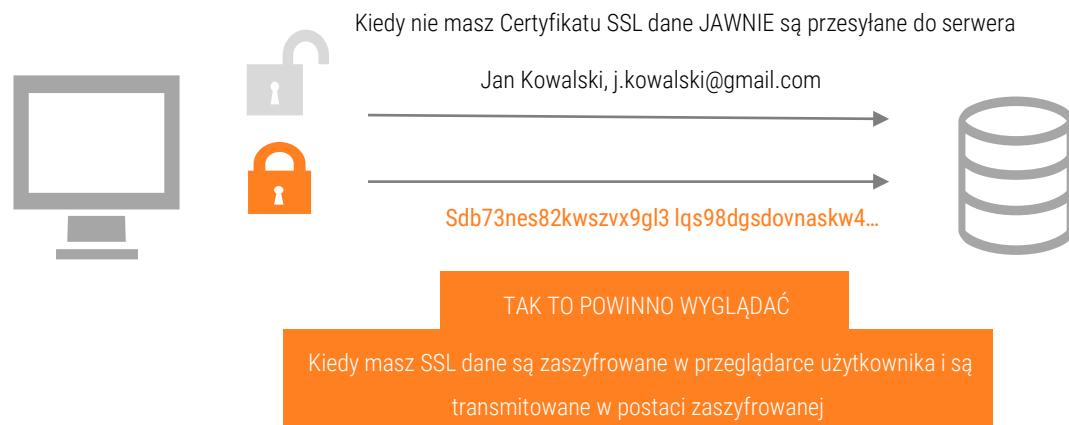 Kiedy nie masz Certyfikatu SSL dane JAWNIE są przesyłane do serwera
Jan Kowalski, j.kowalski@gmail.com
Sdb73nes82kwszvx9gl3 lqs98dgsdovnaskw4…
TAK TO POWINNO WYGLĄDAĆ
Kiedy masz SSL dane są zaszyfrowane w przeglądarce użytkownika i są
transmitowane w postaci zaszyfrowanej